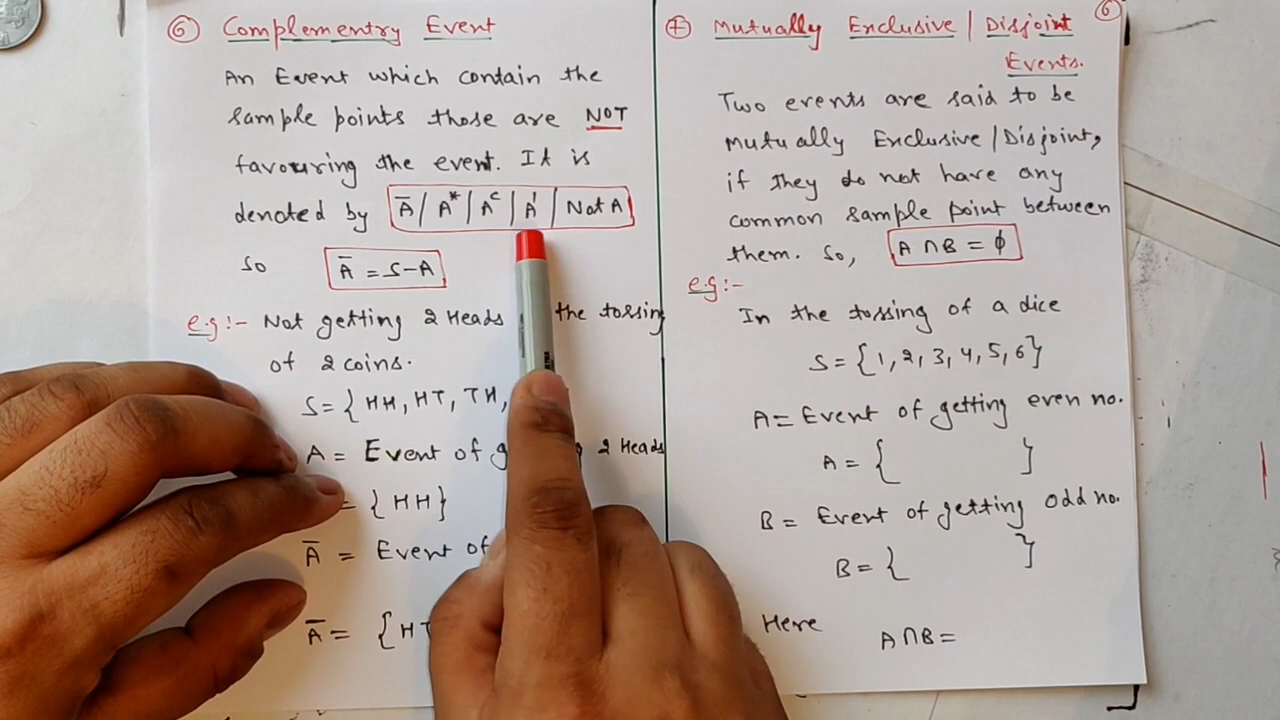 ⑥ Complementry Event
An Event which contain the
sample points those are NOT
favouring the event. It is
denoted by Ā / A* / Aᶜ / A' / Not A
so Ā = S-A
e.g:- Not getting 2 Heads the tossing
of 2 coins.
S = { HH, HT, TH,
A = Event of 2 Heads
= { HH }
Ā = Event of
Ā = { HT
⑥
⑦ Mutually Exclusive / Disjoint
Events.
Two events are said to be
Mutually Exclusive / Disjoint,
if they do not have any
common sample point between
them. So, A ∩ B = ϕ
e.g:-
In the tossing of a dice
S = { 1, 2, 3, 4, 5, 6 }
A = Event of getting even no.
A = { }
B = Event of getting odd no.
B = { }
Here A ∩ B =